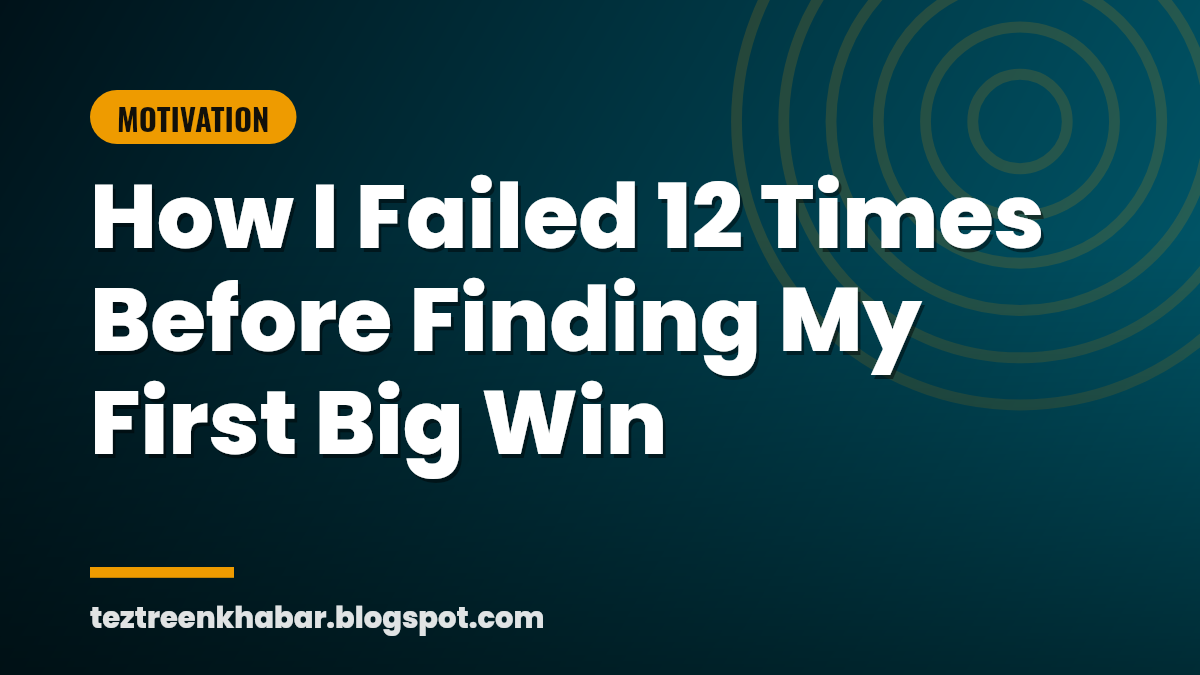 MOTIVATION
How I Failed 12 Times
Before Finding My
First Big Win
teztreenkhabar.blogspot.com